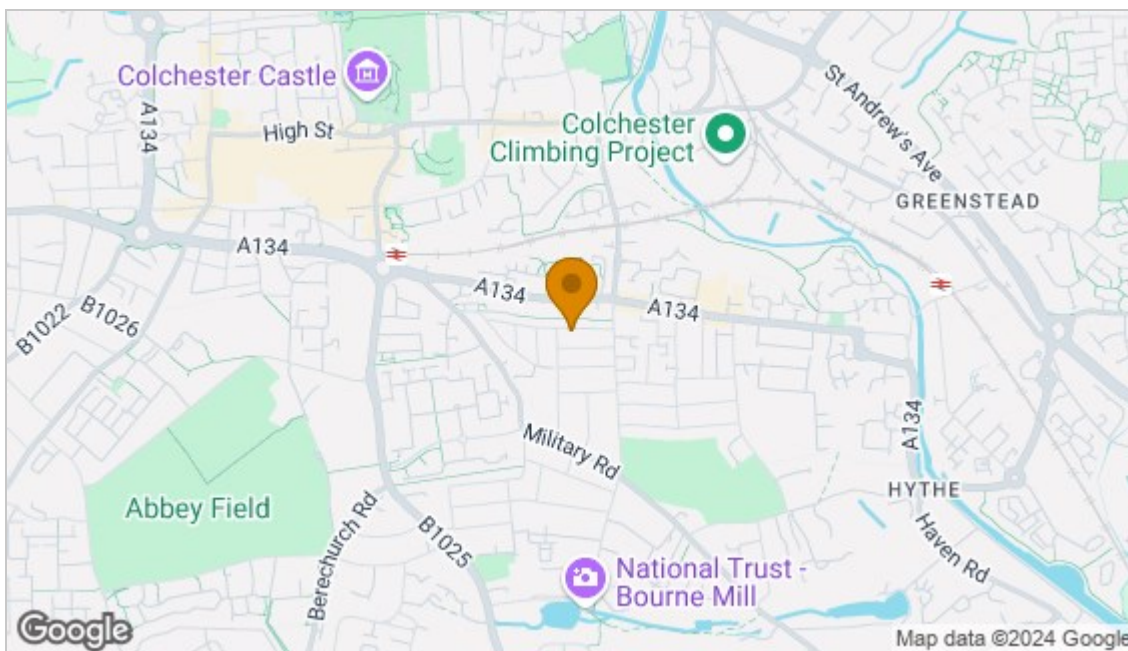 Colchester Castle
A134
High St
Colchester
Climbing Project
St Andrew's Ave
GREENSTEAD
A134
A134
A134
B1022
B1026
Military Rd
A134
Abbey Field
Berechurch Rd
B1025
HYTHE
Haven Rd
National Trust -
Bourne Mill
Google
Map data ©2024 Google